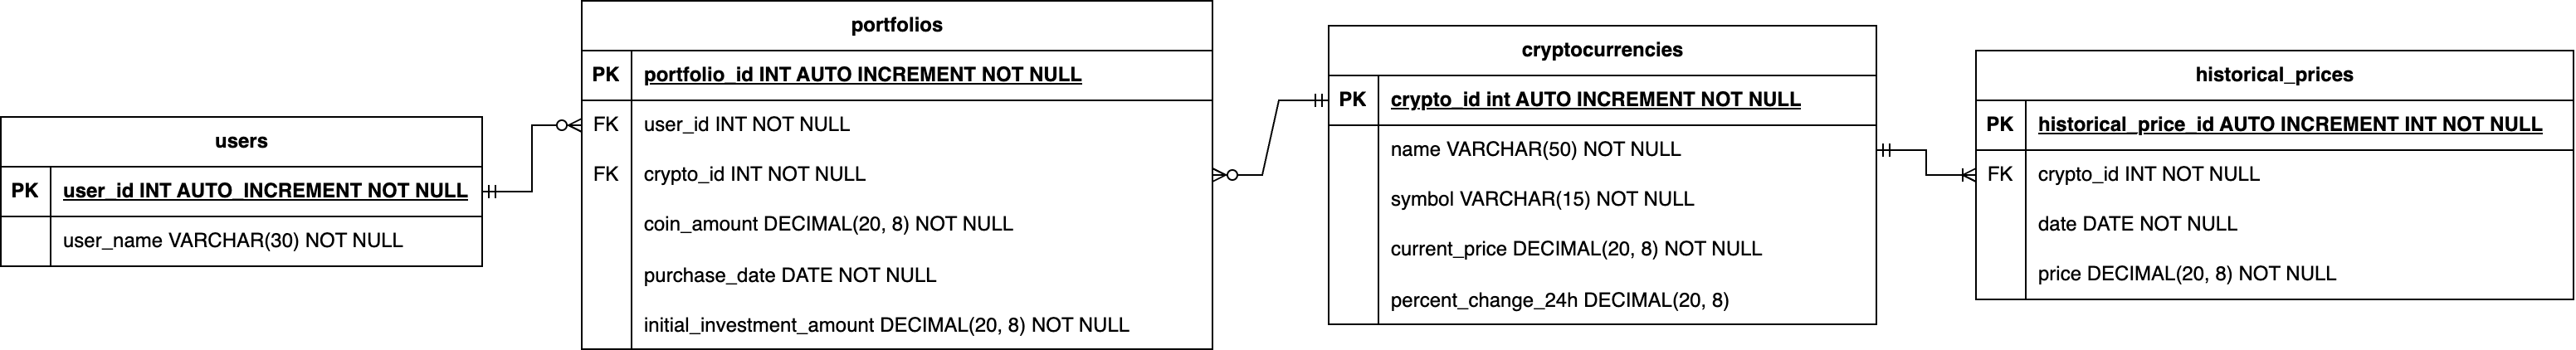 users
PK user_id INT AUTO_INCREMENT NOT NULL
user_name VARCHAR(30) NOT NULL
portfolios
PK portfolio_id INT AUTO INCREMENT NOT NULL
FK user_id INT NOT NULL
FK crypto_id INT NOT NULL
coin_amount DECIMAL(20, 8) NOT NULL
purchase_date DATE NOT NULL
initial_investment_amount DECIMAL(20, 8) NOT NULL
cryptocurrencies
PK crypto_id int AUTO INCREMENT NOT NULL
name VARCHAR(50) NOT NULL
symbol VARCHAR(15) NOT NULL
current_price DECIMAL(20, 8) NOT NULL
percent_change_24h DECIMAL(20, 8)
historical_prices
PK historical_price_id AUTO INCREMENT INT NOT NULL
FK crypto_id INT NOT NULL
date DATE NOT NULL
price DECIMAL(20, 8) NOT NULL